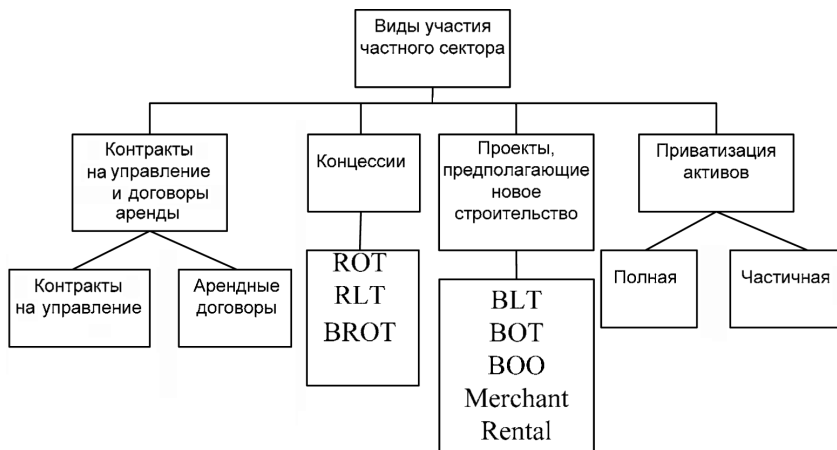 Виды участия
частного сектора
Контракты
на управление
и договоры
аренды
Концессии
Проекты,
предполагающие
новое
строительство
Приватизация
активов
Контракты
на управление
Арендные
договоры
ROT
RLT
BROT
BLT
BOT
BOO
Merchant
Rental
Полная
Частичная